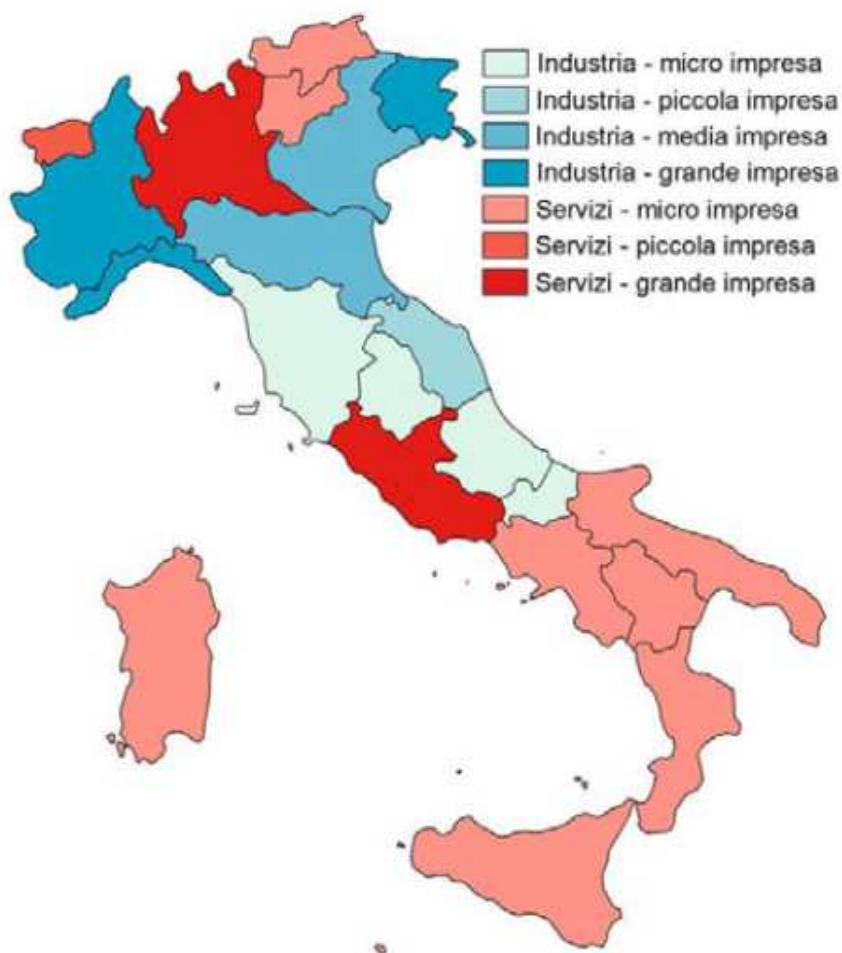 Industria - micro impresa
Industria - piccola impresa
Industria - media impresa
Industria - grande impresa
Servizi - micro impresa
Servizi - piccola impresa
Servizi - grande impresa